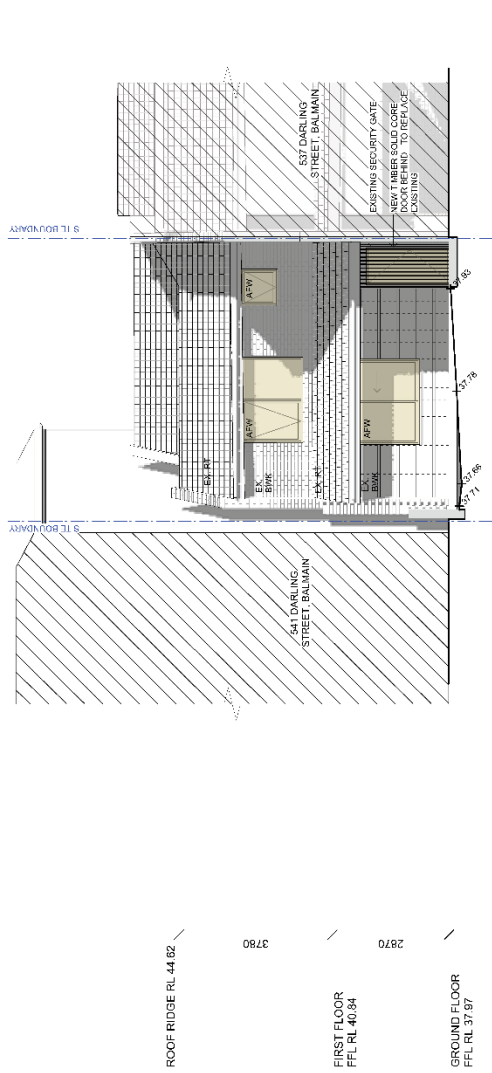 SITE BOUNDARY
537 DARLING
STREET, BALMAIN
EXISTING SECURITY GATE
NEW TIMBER SOLID CORE
DOOR BEHIND TO REPLACE
EXISTING
AFW
AFW
AFW
EX. RT
EX.
BWK
EX. RT
EX.
BWK
37.93
37.78
37.66
37.71
SITE BOUNDARY
541 DARLING
STREET, BALMAIN
3780
2870
ROOF RIDGE RL 44.62
FIRST FLOOR
FFL RL 40.84
GROUND FLOOR
FFL RL 37.97